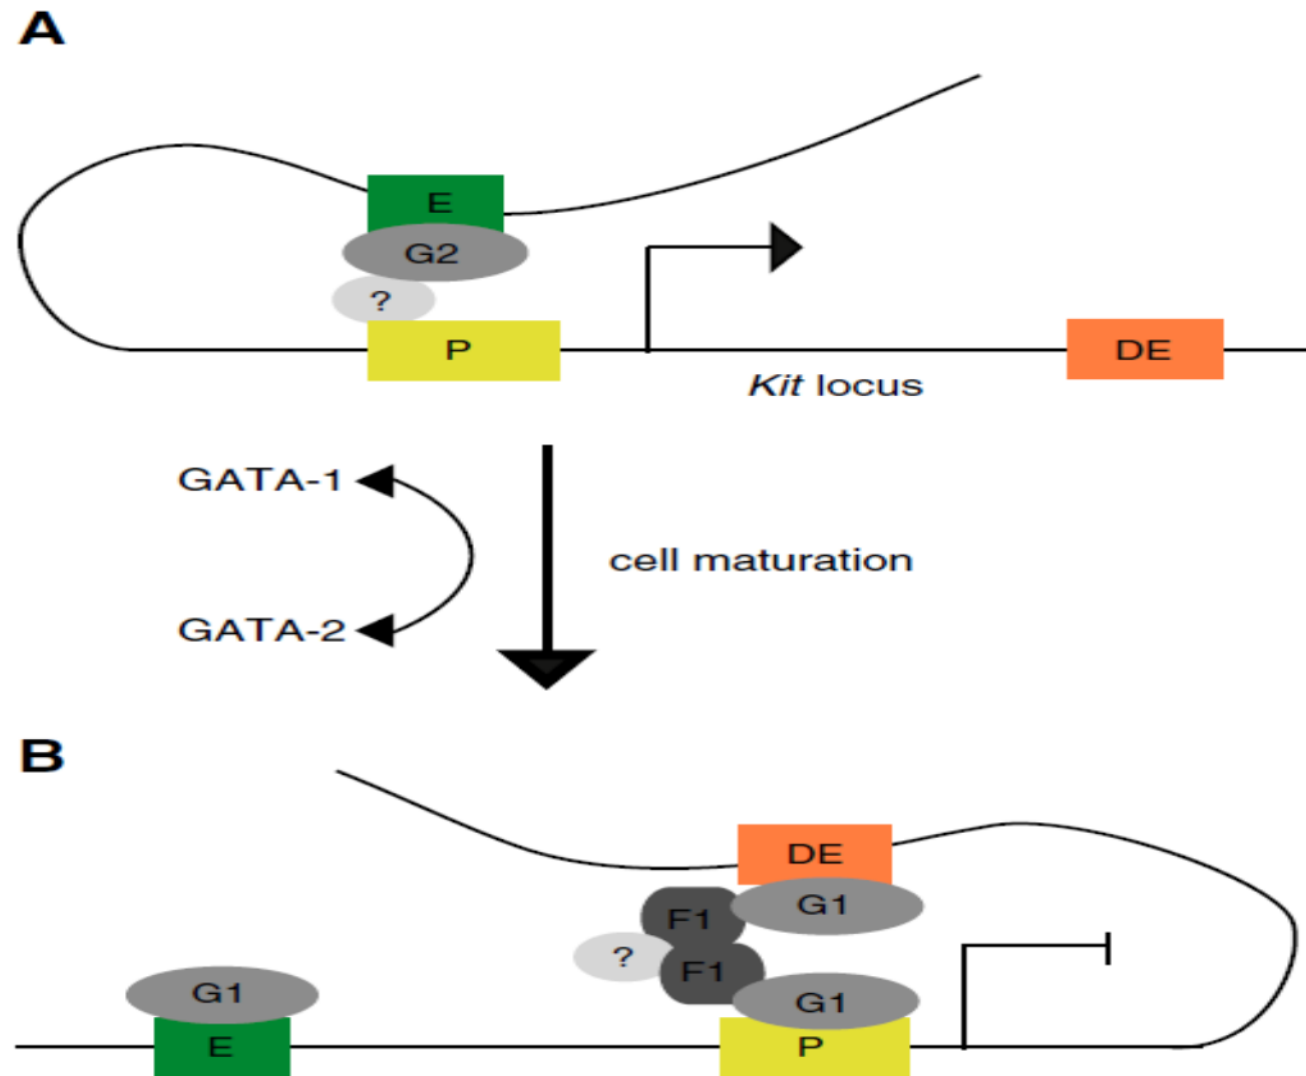 A
E
G2
?
P
DE
Kit locus
GATA-1
cell maturation
GATA-2
B
DE
F1
G1
?
F1
G1
G1
E
P